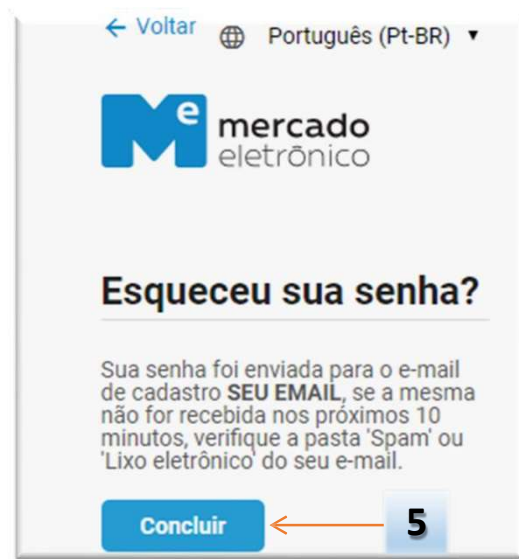 ← Voltar Português (Pt-BR) ▼
Me mercado
eletrōnico
Esqueceu sua senha?
Sua senha foi enviada para o e-mail
de cadastro SEU EMAIL, se a mesma
não for recebida nos próximos 10
minutos, verifique a pasta 'Spam' ou
'Lixo eletrônico' do seu e-mail.
Concluir 5